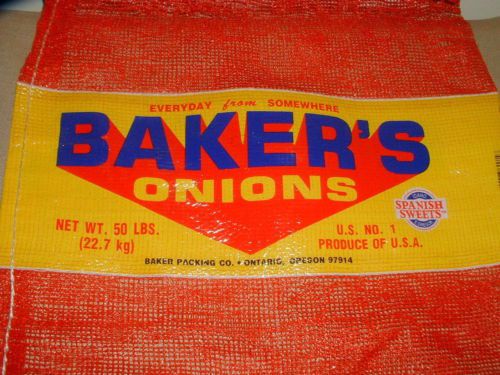 EVERYDAY from SOMEWHERE
BAKER'S
ONIONS
NET WT. 50 LBS.
(22.7 kg)
U.S. NO. 1
PRODUCE OF U.S.A.
SPANISH
SWEETS
BAKER PACKING CO. • ONTARIO, OREGON 97914